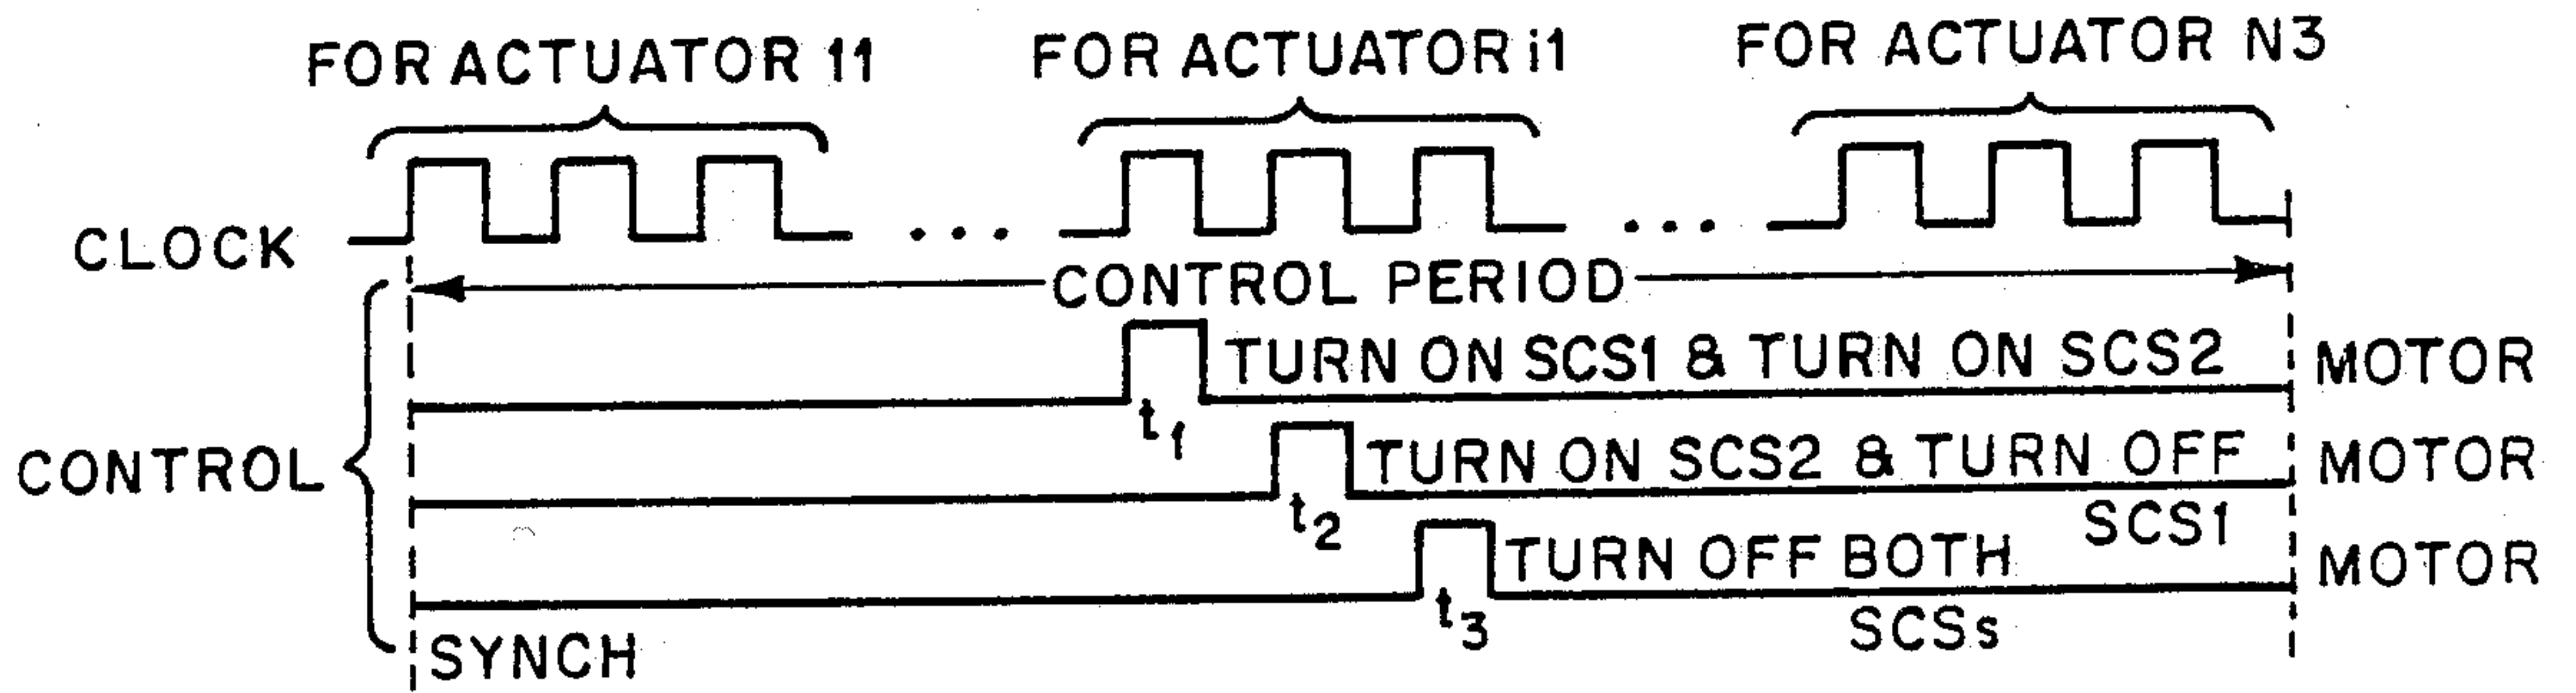 FOR ACTUATOR 11
FOR ACTUATOR i1
FOR ACTUATOR N3
CLOCK
CONTROL PERIOD
TURN ON SCS1 & TURN ON SCS2
MOTOR
t1
CONTROL
TURN ON SCS2 & TURN OFF
SCS1
MOTOR
t2
TURN OFF BOTH
SCSs
MOTOR
t3
SYNCH